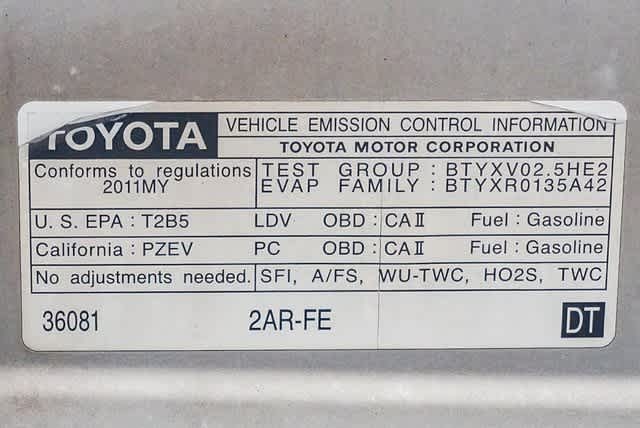 TOYOTA VEHICLE EMISSION CONTROL INFORMATION
TOYOTA MOTOR CORPORATION
Conforms to regulations
2011MY
TEST GROUP : BTYXV02.5HE2
EVAP FAMILY : BTYXR0135A42
U. S. EPA : T2B5 LDV OBD : CAⅡ Fuel : Gasoline
California : PZEV PC OBD : CAⅡ Fuel : Gasoline
No adjustments needed. SFI, A/FS, WU-TWC, HO2S, TWC
36081 2AR-FE DT